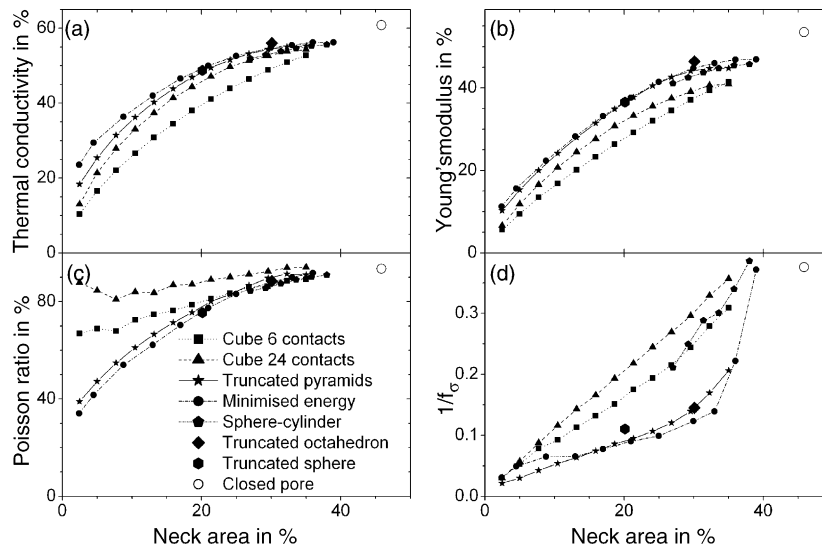 (a)
Thermal conductivity in %
60
40
20
0
(b)
Young'smodulus in %
60
40
20
0
(c)
Poisson ratio in %
80
40
0
Cube 6 contacts
Cube 24 contacts
Truncated pyramids
Minimised energy
Sphere-cylinder
Truncated octahedron
Truncated sphere
Closed pore
0 20 40
Neck area in %
(d)
1/fσ
0.3
0.2
0.1
0.0
0 20 40
Neck area in %